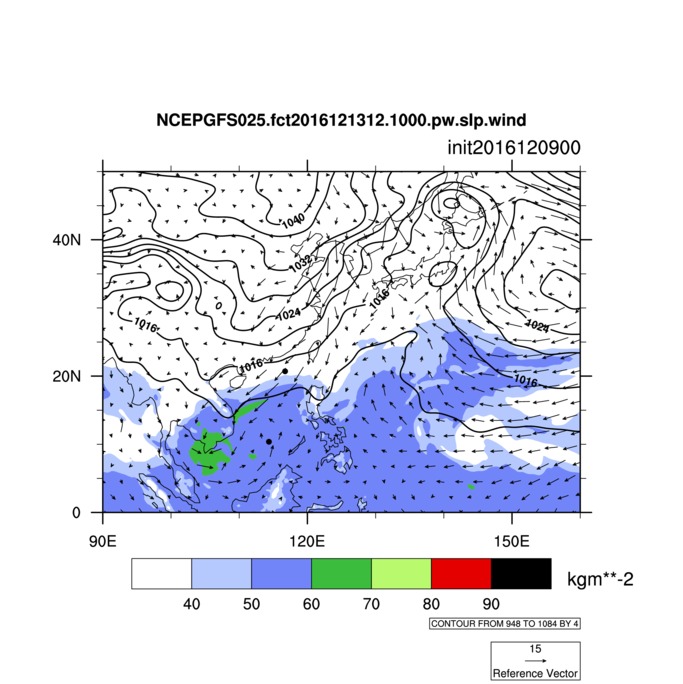 NCEPGFS025.fct2016121312.1000.pw.slp.wind
init2016120900
1040
40N
1032
0
1016
1024
1016
1024
1016
20N
1016
0
90E 120E 150E
40 50 60 70 80 90 kgm**-2
CONTOUR FROM 948 TO 1084 BY 4
15
Reference Vector